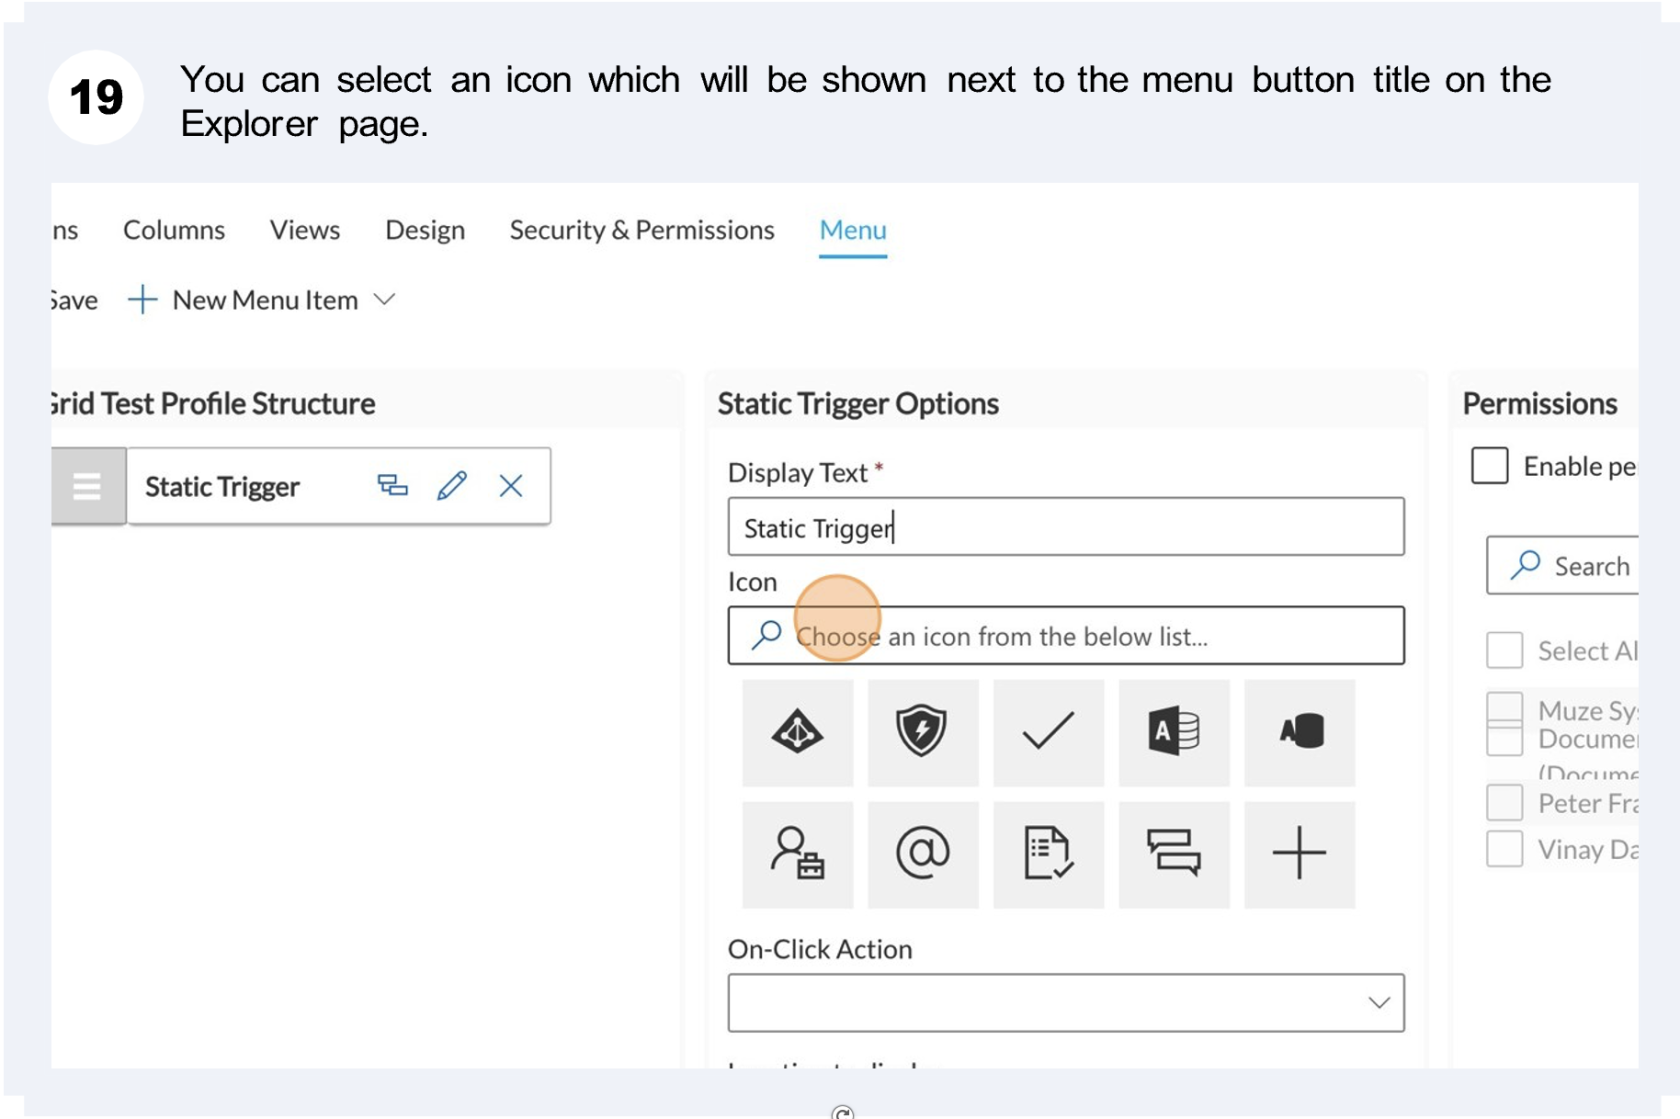 19
You can select an icon which will be shown next to the menu button title on the
Explorer page.
ns Columns Views Design Security & Permissions Menu
Save + New Menu Item
Grid Test Profile Structure
Static Trigger
Static Trigger Options
Display Text *
Static Trigger
Icon
Choose an icon from the below list...
On-Click Action
Permissions
Enable pe
Search
Select Al
Muze Sy
Docume
(Docume
Peter Fra
Vinay Da